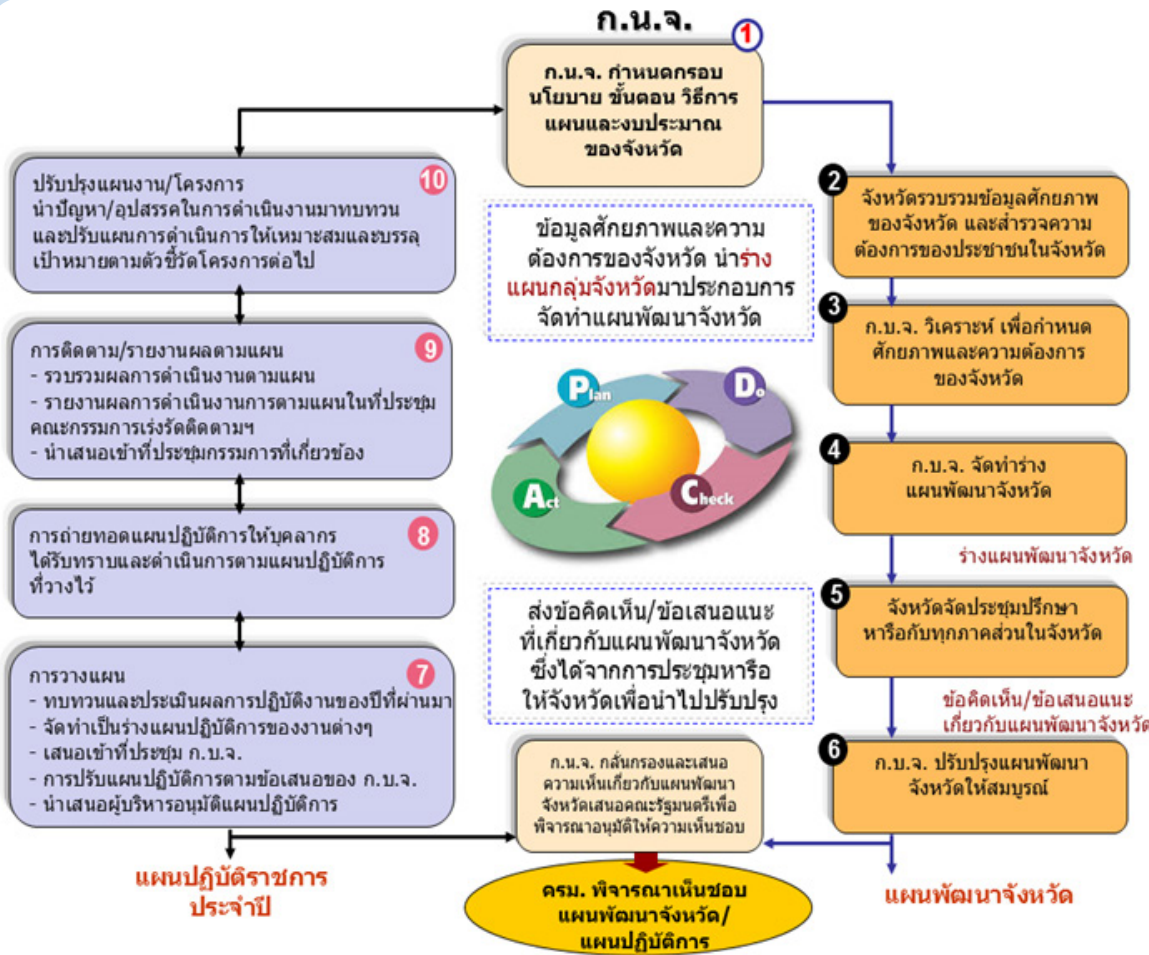 ก.น.จ.
1
ก.น.จ. กำหนดกรอบ
นโยบาย ขั้นตอน วิธีการ
แผนและงบประมาณ
ของจังหวัด
2
จังหวัดรวบรวมข้อมูลศักยภาพ
ของจังหวัด และสำรวจความ
ต้องการของประชาชนในจังหวัด
3
ก.บ.จ. วิเคราะห์ เพื่อกำหนด
ศักยภาพและความต้องการ
ของจังหวัด
4
ก.บ.จ. จัดทำร่าง
แผนพัฒนาจังหวัด
ร่างแผนพัฒนาจังหวัด
5
จังหวัดจัดประชุมปรึกษา
หารือกับทุกภาคส่วนในจังหวัด
ข้อคิดเห็น/ข้อเสนอแนะ
เกี่ยวกับแผนพัฒนาจังหวัด
6
ก.บ.จ. ปรับปรุงแผนพัฒนา
จังหวัดให้สมบูรณ์
แผนพัฒนาจังหวัด
ข้อมูลศักยภาพและความ
ต้องการของจังหวัด นำร่าง
แผนกลุ่มจังหวัดมาประกอบการ
จัดทำแผนพัฒนาจังหวัด
Plan
Do
Check
Act
ส่งข้อคิดเห็น/ข้อเสนอแนะ
ที่เกี่ยวกับแผนพัฒนาจังหวัด
ซึ่งได้จากการประชุมหารือ
ให้จังหวัดเพื่อนำไปปรับปรุง
ก.น.จ. กลั่นกรองและเสนอ
ความเห็นเกี่ยวกับแผนพัฒนา
จังหวัดเสนอคณะรัฐมนตรีเพื่อ
พิจารณาอนุมัติให้ความเห็นชอบ
ครม. พิจารณาเห็นชอบ
แผนพัฒนาจังหวัด/
แผนปฏิบัติการ
7
การวางแผน
- ทบทวนและประเมินผลการปฏิบัติงานของปีที่ผ่านมา
- จัดทำเป็นร่างแผนปฏิบัติการของงานต่างๆ
- เสนอเข้าที่ประชุม ก.บ.จ.
- การปรับแผนปฏิบัติการตามข้อเสนอของ ก.บ.จ.
- นำเสนอผู้บริหารอนุมัติแผนปฏิบัติการ
แผนปฏิบัติราชการ
ประจำปี
8
การถ่ายทอดแผนปฏิบัติการให้บุคลากร
ได้รับทราบและดำเนินการตามแผนปฏิบัติการ
ที่วางไว้
9
การติดตาม/รายงานผลตามแผน
- รวบรวมผลการดำเนินงานตามแผน
- รายงานผลการดำเนินงานการตามแผนในที่ประชุม
คณะกรรมการเร่งรัดติดตามฯ
- นำเสนอเข้าที่ประชุมกรรมการที่เกี่ยวข้อง
10
ปรับปรุงแผนงาน/โครงการ
นำปัญหา/อุปสรรคในการดำเนินงานมาทบทวน
และปรับแผนการดำเนินการให้เหมาะสมและบรรลุ
เป้าหมายตามตัวชี้วัดโครงการต่อไป